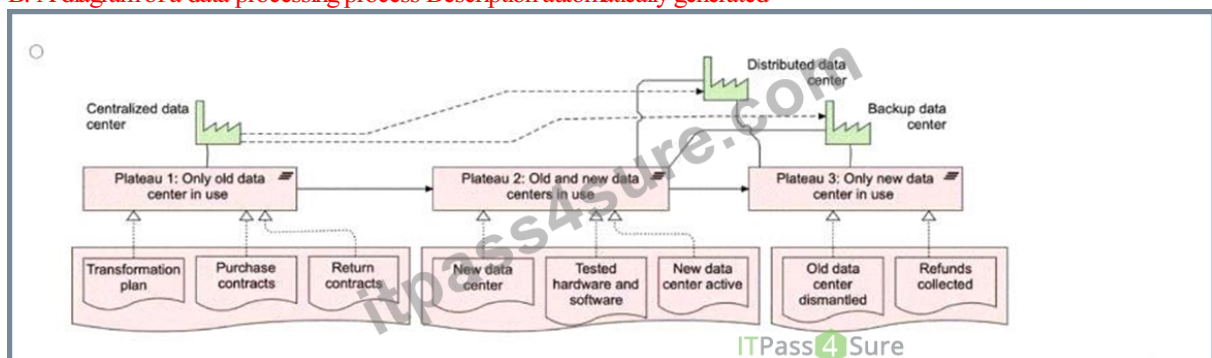 B. A diagram of a data processing process Description automatically generated
Distributed data
center
Centralized data
center
Backup data
center
Plateau 1: Only old data
center in use
Plateau 2: Old and new data
centers in use
Plateau 3: Only new data
center in use
Transformation
plan
Purchase
contracts
Return
contracts
New data
center
Tested
hardware and
software
New data
center active
Old data
center
dismantled
Refunds
collected
itpass4sure.com
ITPass4Sure